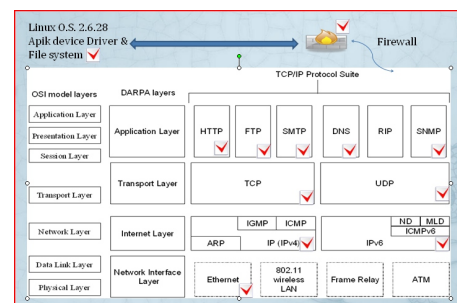 Linux O.S. 2.6.28
Apik device Driver &
File system
Firewall
TCP/IP Protocol Suite
OSI model layers
DARPA layers
Application Layer
Presentation Layer
Session Layer
Application Layer
HTTP
FTP
SMTP
DNS
RIP
SNMP
Transport Layer
Transport Layer
TCP
UDP
Network Layer
Internet Layer
IGMP
ICMP
ARP
IP (IPv4)
ND
MLD
ICMPv6
IPv6
Data Link Layer
Physical Layer
Network Interface
Layer
Ethernet
802.11
wireless
LAN
Frame Relay
ATM